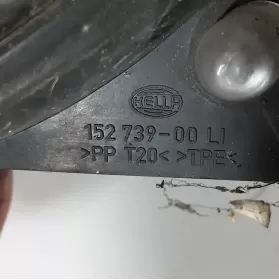 HELLA
152 739-00 LI
>PP T20< >TPE<